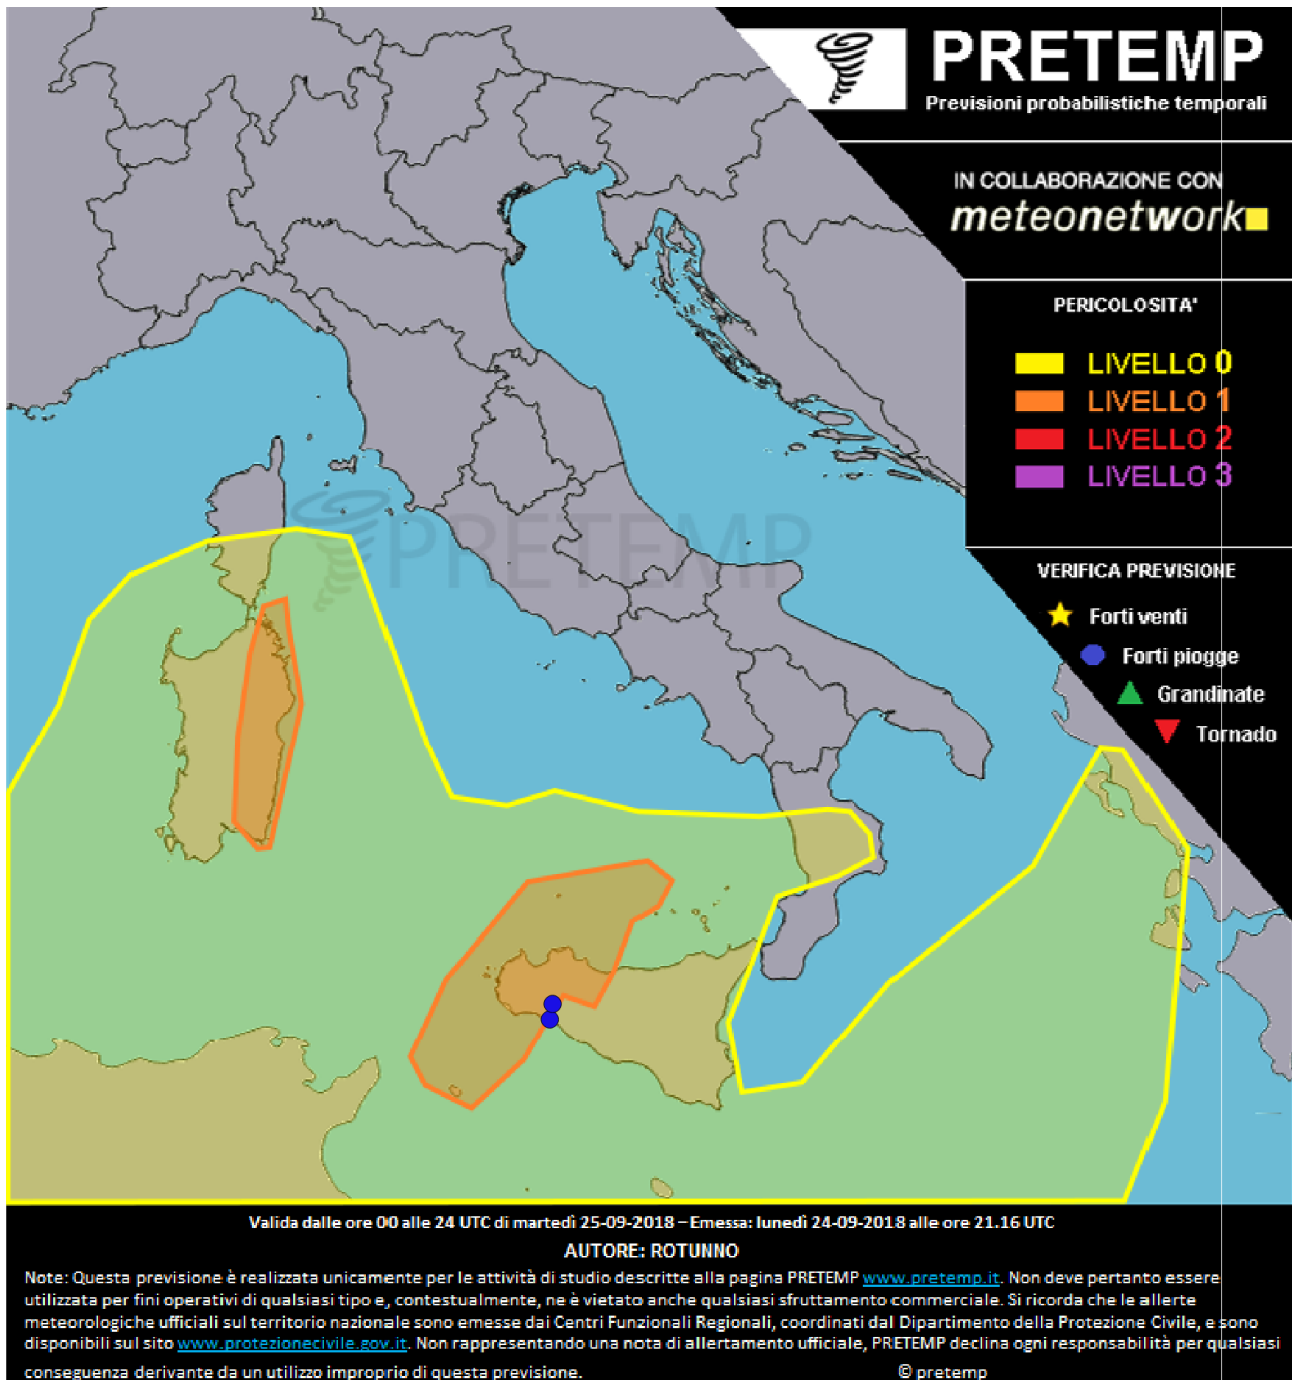 PRETEMP
Previsioni probabilistiche temporali
IN COLLABORAZIONE CON
meteonetwork
PERICOLOSITA'
LIVELLO 0
LIVELLO 1
LIVELLO 2
LIVELLO 3
PRETEMP
VERIFICA PREVISIONE
Forti venti
Forti piogge
Grandinate
Tornado
Valida dalle ore 00 alle 24 UTC di martedì 25-09-2018 – Emessa: lunedì 24-09-2018 alle ore 21.16 UTC
AUTORE: ROTUNNO
Note: Questa previsione è realizzata unicamente per le attività di studio descritte alla pagina PRETEMP www.pretemp.it. Non deve pertanto essere
utilizzata per fini operativi di qualsiasi tipo e, contestualmente, ne è vietato anche qualsiasi sfruttamento commerciale. Si ricorda che le allerte
meteorologiche ufficiali sul territorio nazionale sono emesse dai Centri Funzionali Regionali, coordinati dal Dipartimento della Protezione Civile, e sono
disponibili sul sito www.protezionecivile.gov.it. Non rappresentando una nota di allertamento ufficiale, PRETEMP declina ogni responsabilità per qualsiasi
conseguenza derivante da un utilizzo improprio di questa previsione. © pretemp